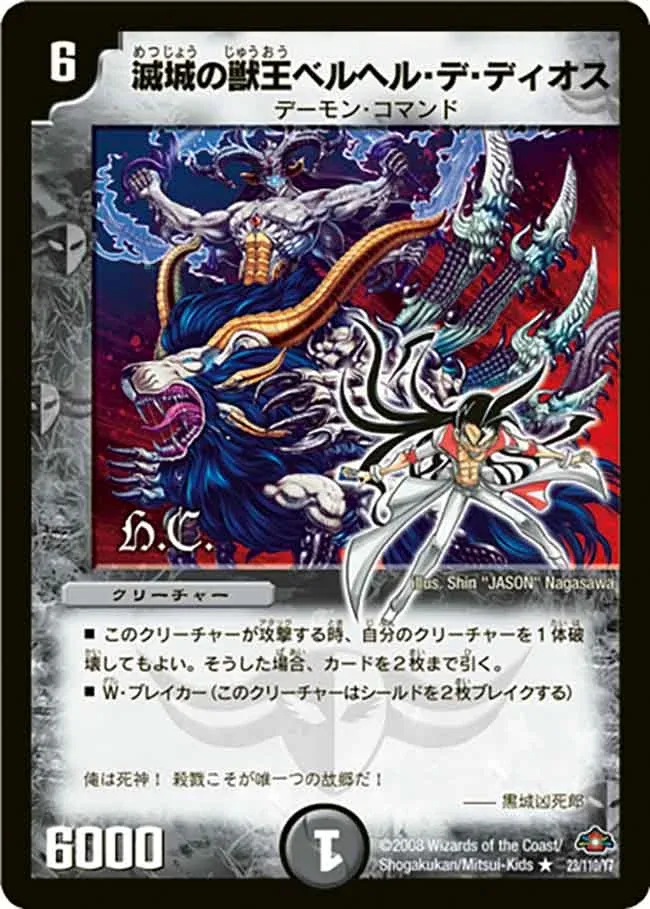 6
めつじょう じゅうおう
滅城の獣王ベルヘル・デ・ディオス
デーモン・コマンド
H.C.
illus. Shin "JASON" Nagasawa
クリーチャー
■ このクリーチャーが攻撃する時、自分のクリーチャーを1体破
壊してもよい。そうした場合、カードを2枚まで引く。
■ W・ブレイカー(このクリーチャーはシールドを2枚ブレイクする)
俺は死神! 殺戮こそが唯一つの故郷だ!
—— 黒城凶死郎
6000
1
©2008 Wizards of the Coast/
Shogakukan/Mitsui-Kids ★ 23/110/Y7